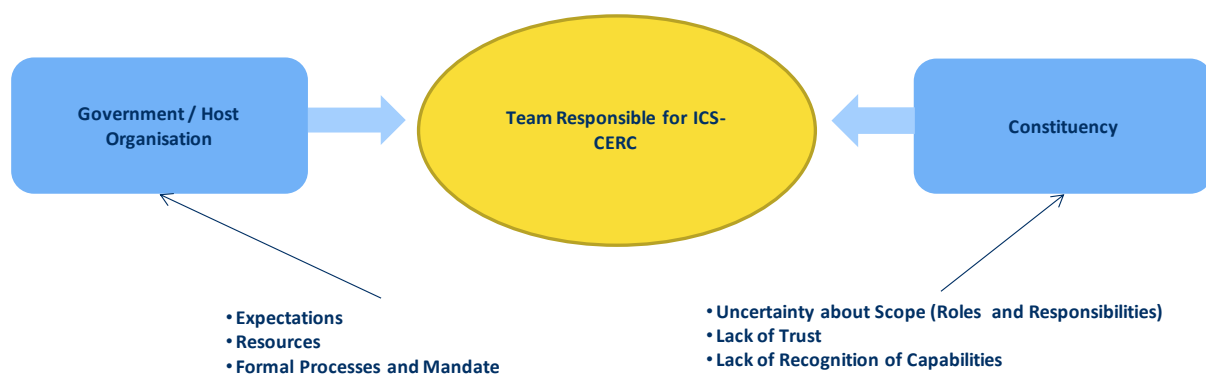 Government / Host
Organisation
Team Responsible for ICS-
CERC
Constituency
• Expectations
• Resources
• Formal Processes and Mandate
• Uncertainty about Scope (Roles and Responsibilities)
• Lack of Trust
• Lack of Recognition of Capabilities